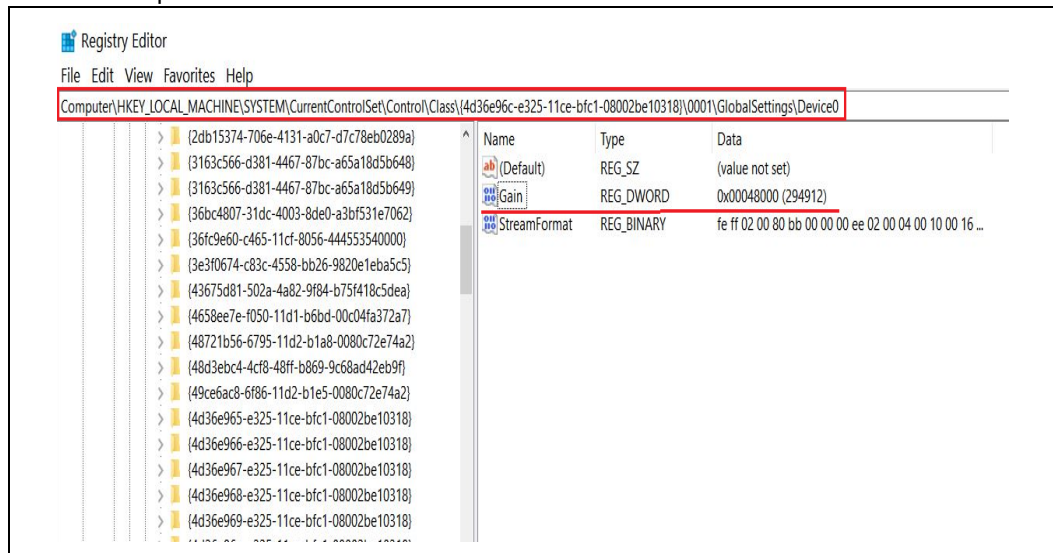 Registry Editor
File Edit View Favorites Help
Computer\HKEY_LOCAL_MACHINE\SYSTEM\CurrentControlSet\Control\Class\{4d36e96c-e325-11ce-bfc1-08002be10318}\0001\GlobalSettings\Device0
{2db15374-706e-4131-a0c7-d7c78eb0289a}
{3163c566-d381-4467-87bc-a65a18d5b648}
{3163c566-d381-4467-87bc-a65a18d5b649}
{36bc4807-31dc-4003-8de0-a3bf531e7062}
{36fc9e60-c465-11cf-8056-444553540000}
{3e3f0674-c83c-4558-bb26-9820e1eba5c5}
{43675d81-502a-4a82-9f84-b75f418c5dea}
{4658ee7e-f050-11d1-b6bd-00c04fa372a7}
{48721b56-6795-11d2-b1a8-0080c72e74a2}
{48d3ebc4-4cf8-48ff-b869-9c68ad42eb9f}
{49ce6ac8-6f86-11d2-b1e5-0080c72e74a2}
{4d36e965-e325-11ce-bfc1-08002be10318}
{4d36e966-e325-11ce-bfc1-08002be10318}
{4d36e967-e325-11ce-bfc1-08002be10318}
{4d36e968-e325-11ce-bfc1-08002be10318}
{4d36e969-e325-11ce-bfc1-08002be10318}
Name Type Data
(Default) REG_SZ (value not set)
Gain REG_DWORD 0x00048000 (294912)
StreamFormat REG_BINARY fe ff 02 00 80 bb 00 00 00 ee 02 00 04 00 10 00 16 ...